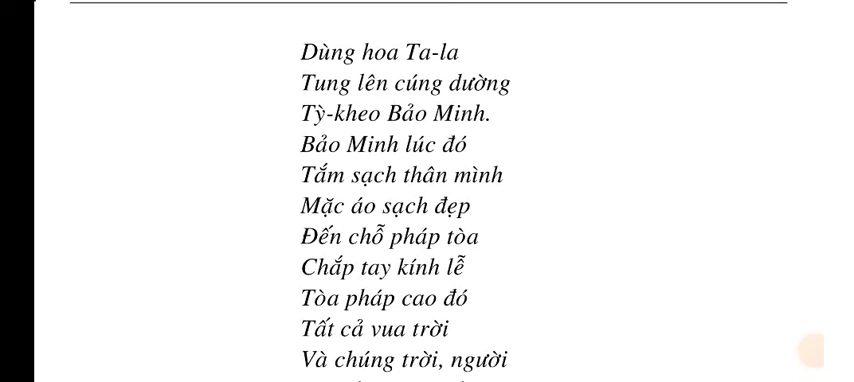 Dùng hoa Ta-la
Tung lên cúng dường
Tỳ-kheo Bảo Minh.
Bảo Minh lúc đó
Tắm sạch thân mình
Mặc áo sạch đẹp
Đến chỗ pháp tòa
Chắp tay kính lễ
Tòa pháp cao đó
Tất cả vua trời
Và chúng trời, người